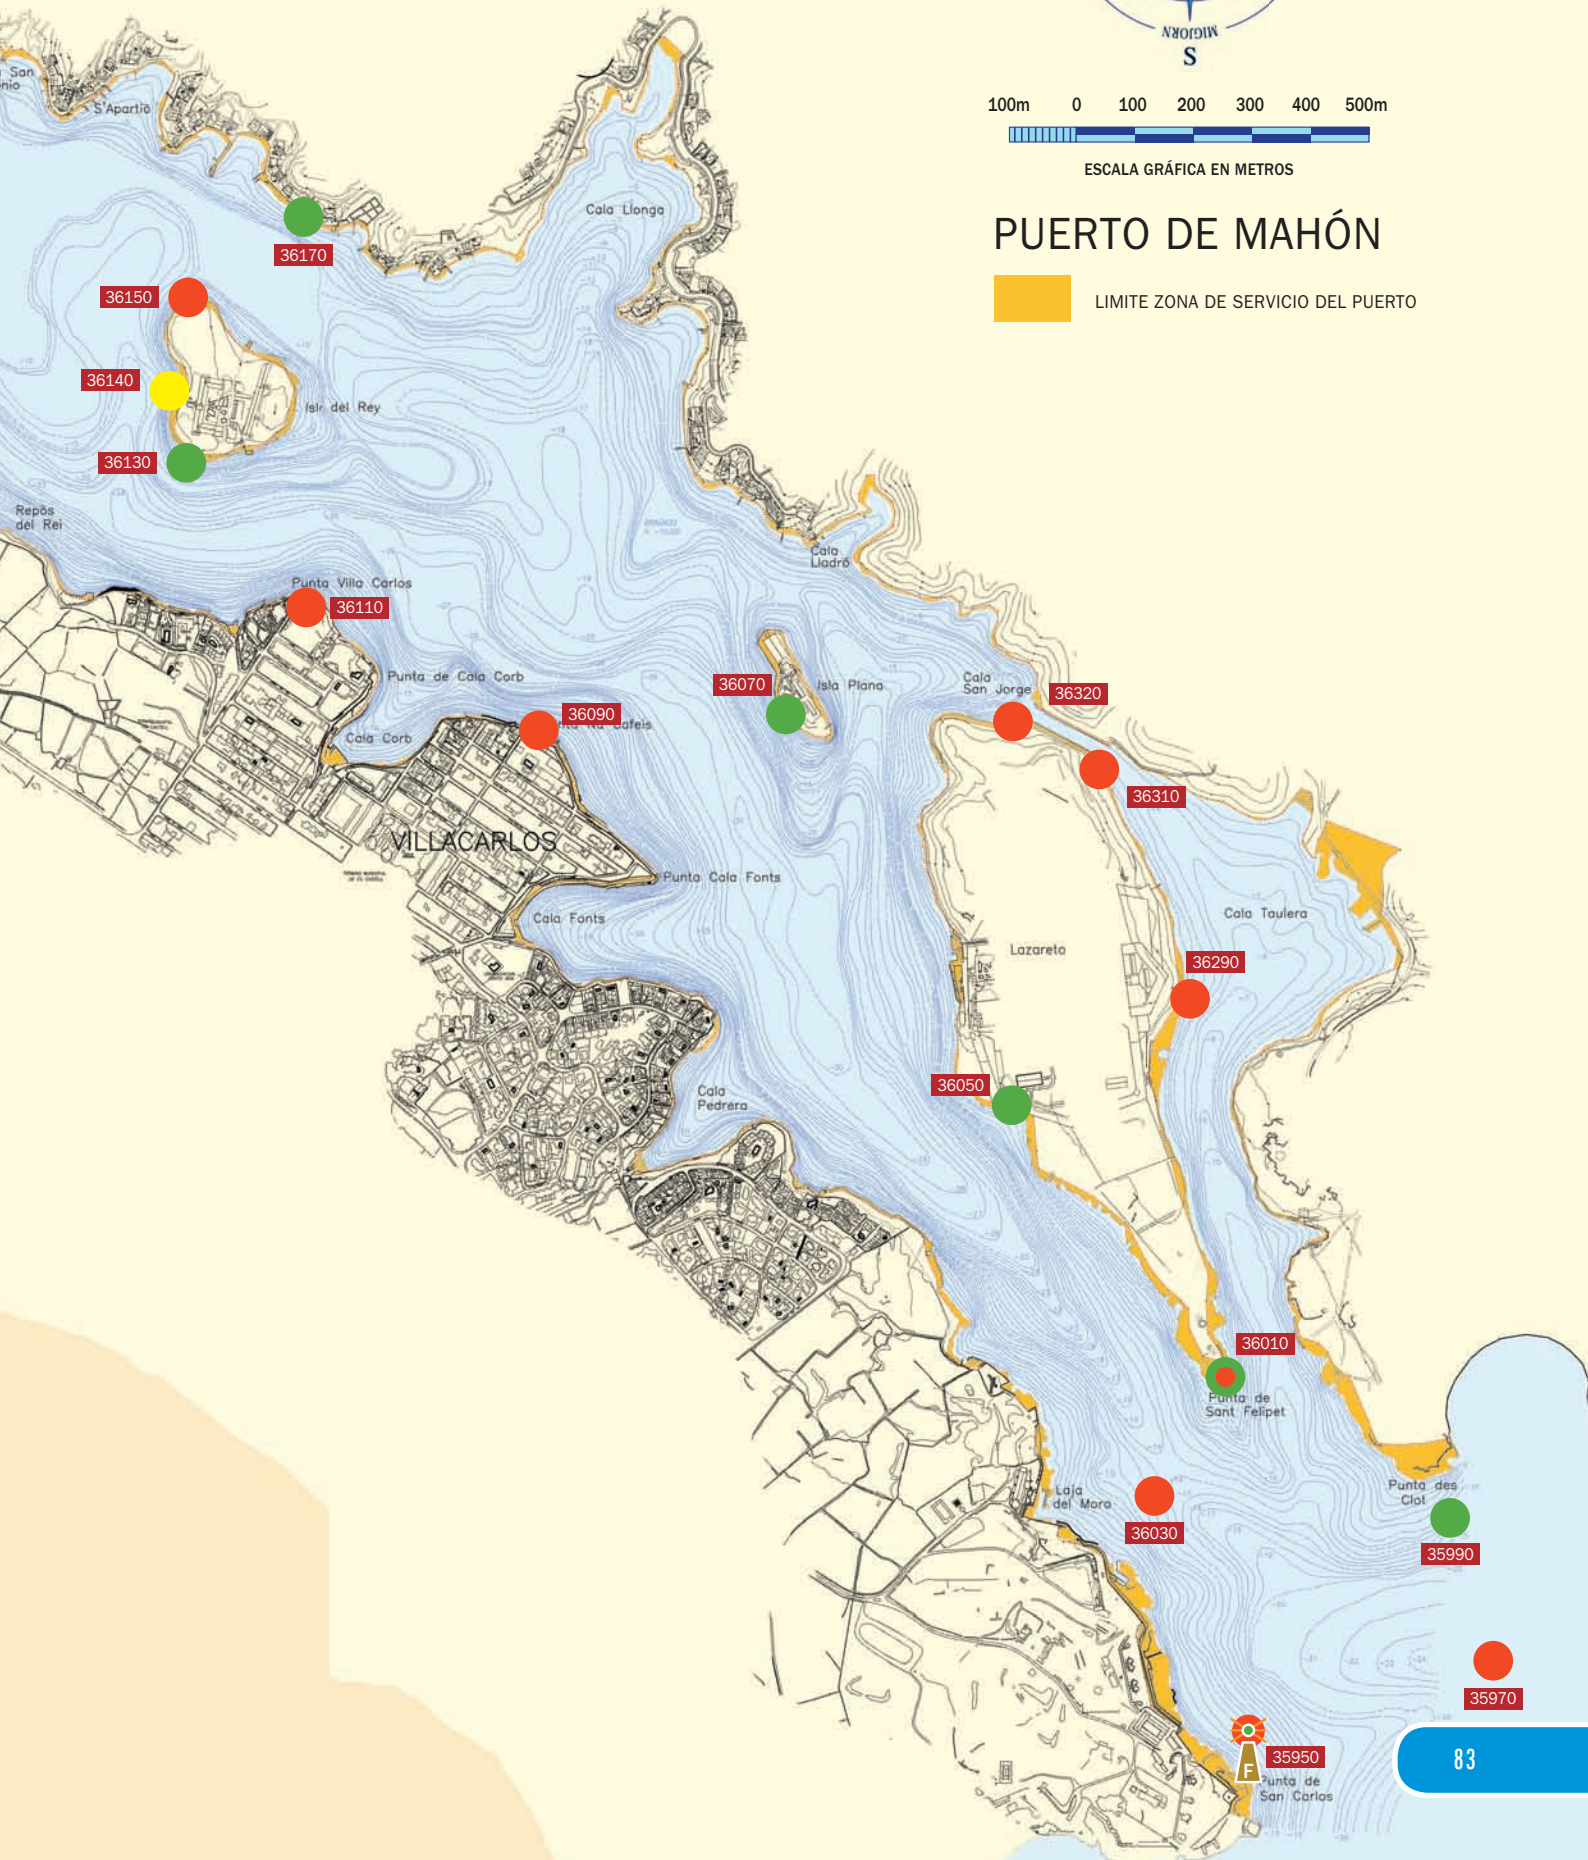 MIGJORN
S
100m 0 100 200 300 400 500m
ESCALA GRÁFICA EN METROS
PUERTO DE MAHÓN
LIMITE ZONA DE SERVICIO DEL PUERTO
San
S'Apartió
Cala Llonga
36170
36150
36140
Isla del Rey
36130
Repòs
del Rei
Cala
Lladró
Punta Villa Carlos
36110
Punta de Cala Corb
36070
Isla Plana
Cala
San Jorge
36320
36090
Cala Corb
36310
VILLACARLOS
Punta Cala Fonts
Cala Fonts
Cala Taulera
Lazareto
36290
36050
Cala
Pedrera
36010
Punta de
Sant Felipet
Laja
del Moro
Punta des
Clot
36030
35990
35970
35950
F
Punta de
San Carlos
83